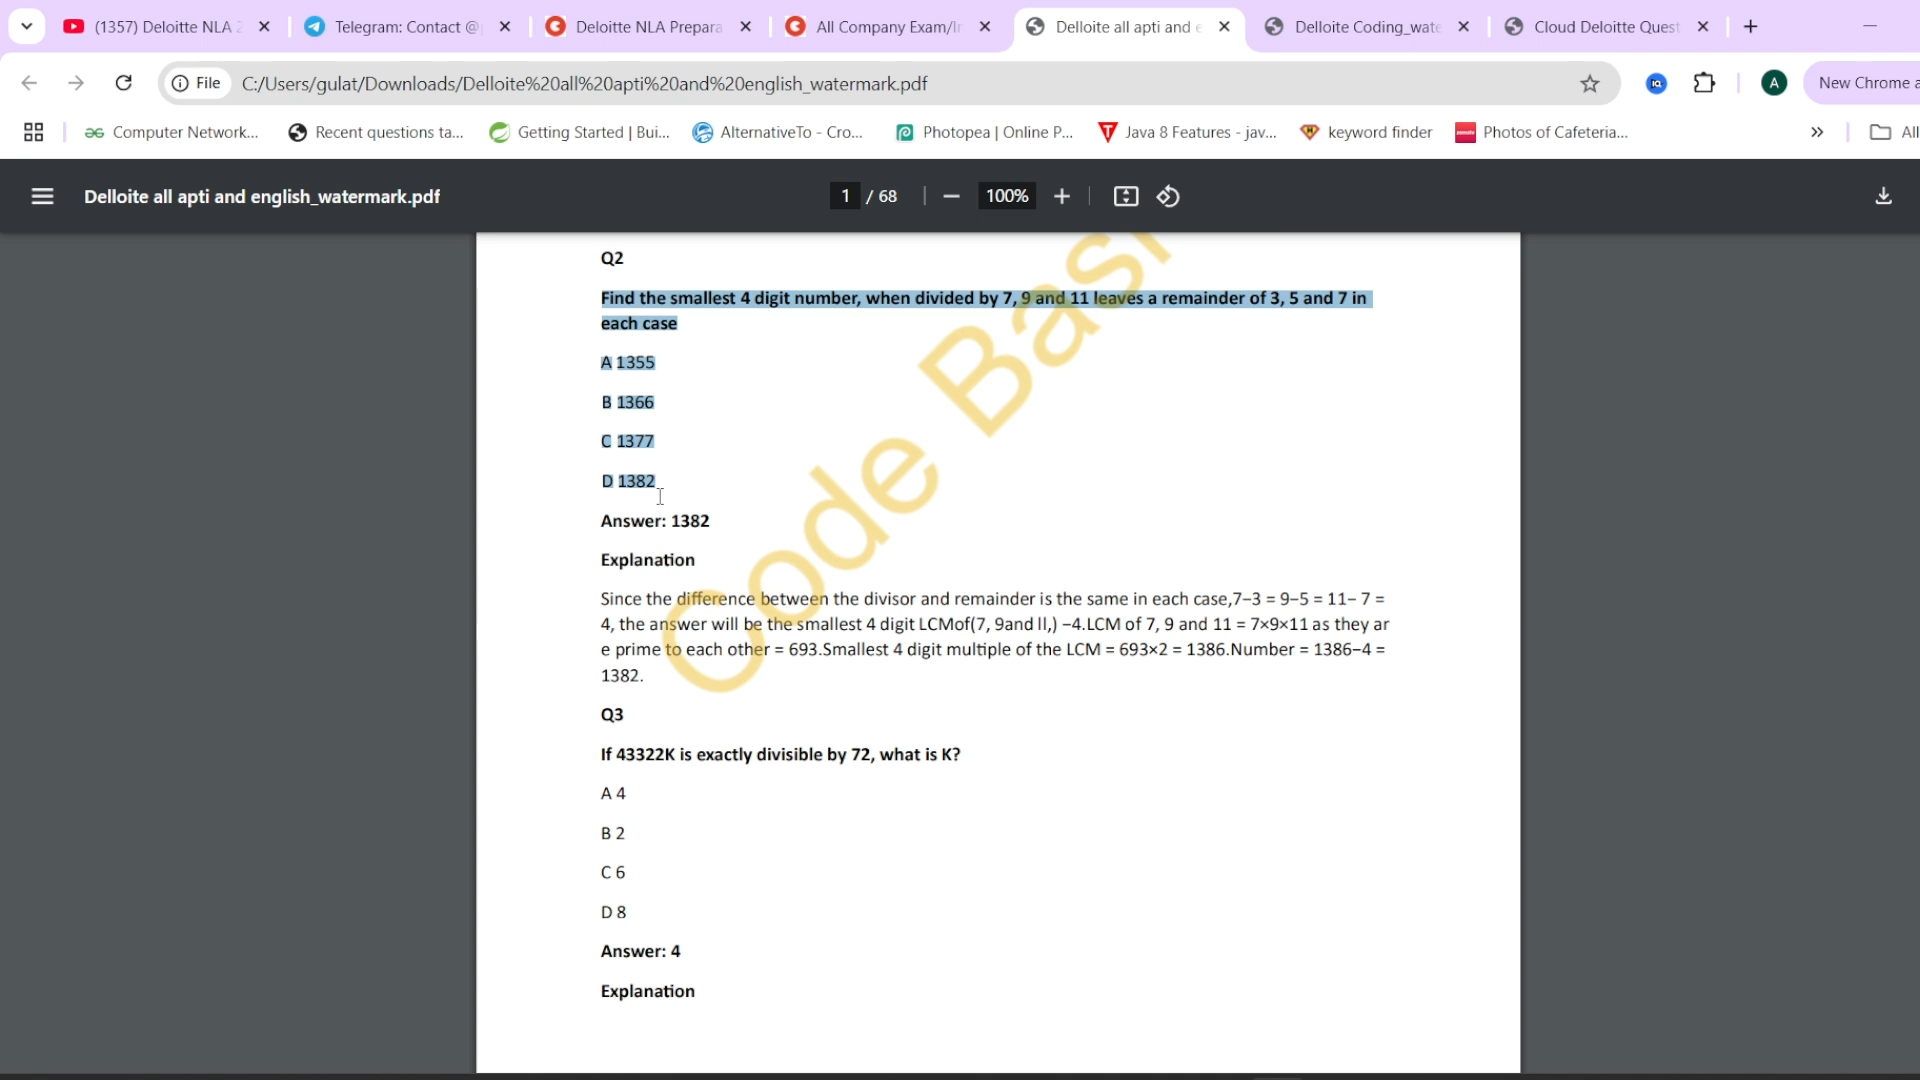 (1357) Deloitte NLA 2
Telegram: Contact @
Deloitte NLA Prepara
All Company Exam/In
Delloite all apti and e
Delloite Coding_wate
Cloud Deloitte Quest
File
C:/Users/gulat/Downloads/Delloite%20all%20apti%20and%20english_watermark.pdf
A
New Chrome a
Computer Network...
Recent questions ta...
Getting Started | Bui...
AlternativeTo - Cro...
Photopea | Online P...
Java 8 Features - jav...
keyword finder
Photos of Cafeteria...
All
Delloite all apti and english_watermark.pdf
1 / 68
100%
Q2
Find the smallest 4 digit number, when divided by 7, 9 and 11 leaves a remainder of 3, 5 and 7 in
each case
A 1355
B 1366
C 1377
D 1382
Answer: 1382
Explanation
Since the difference between the divisor and remainder is the same in each case,7–3 = 9–5 = 11– 7 =
4, the answer will be the smallest 4 digit LCMof(7, 9and ll,) –4.LCM of 7, 9 and 11 = 7×9×11 as they ar
e prime to each other = 693.Smallest 4 digit multiple of the LCM = 693×2 = 1386.Number = 1386–4 =
1382.
Q3
If 43322K is exactly divisible by 72, what is K?
A 4
B 2
C 6
D 8
Answer: 4
Explanation
Code Basi